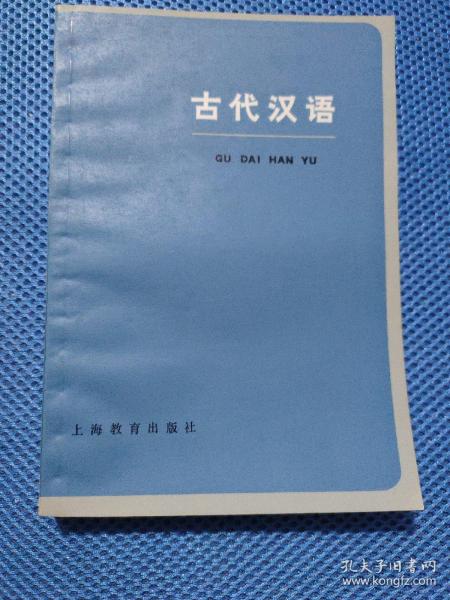 古代汉语
GU DAI HAN YU
上海教育出版社
孔夫子旧书网
www.kongfz.com